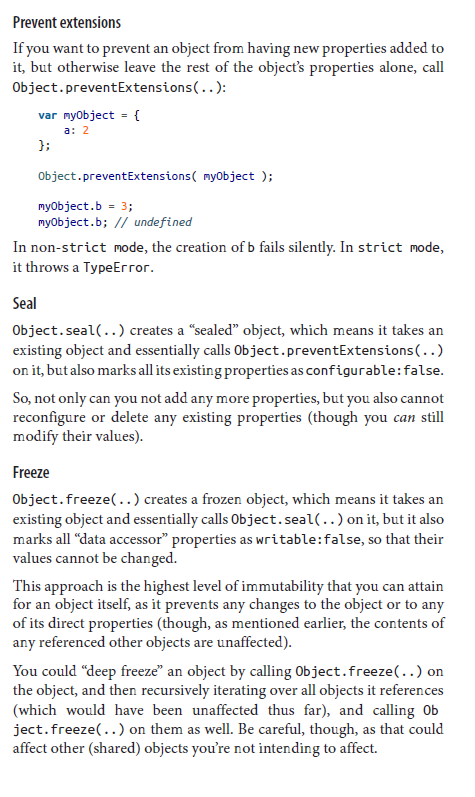 Prevent extensions
If you want to prevent an object from having new properties added to
it, but otherwise leave the rest of the object’s properties alone, call
Object.preventExtensions(..):
var myObject = {
    a: 2
};
Object.preventExtensions( myObject );
myObject.b = 3;
myObject.b; // undefined
In non-strict mode, the creation of b fails silently. In strict mode,
it throws a TypeError.
Seal
Object.seal(..) creates a “sealed” object, which means it takes an
existing object and essentially calls Object.preventExtensions(..)
on it, but also marks all its existing properties as configurable:false.
So, not only can you not add any more properties, but you also cannot
reconfigure or delete any existing properties (though you can still
modify their values).
Freeze
Object.freeze(..) creates a frozen object, which means it takes an
existing object and essentially calls Object.seal(..) on it, but it also
marks all “data accessor” properties as writable:false, so that their
values cannot be changed.
This approach is the highest level of immutability that you can attain
for an object itself, as it prevents any changes to the object or to any
of its direct properties (though, as mentioned earlier, the contents of
any referenced other objects are unaffected).
You could “deep freeze” an object by calling Object.freeze(..) on
the object, and then recursively iterating over all objects it references
(which would have been unaffected thus far), and calling Ob
ject.freeze(..) on them as well. Be careful, though, as that could
affect other (shared) objects you’re not intending to affect.